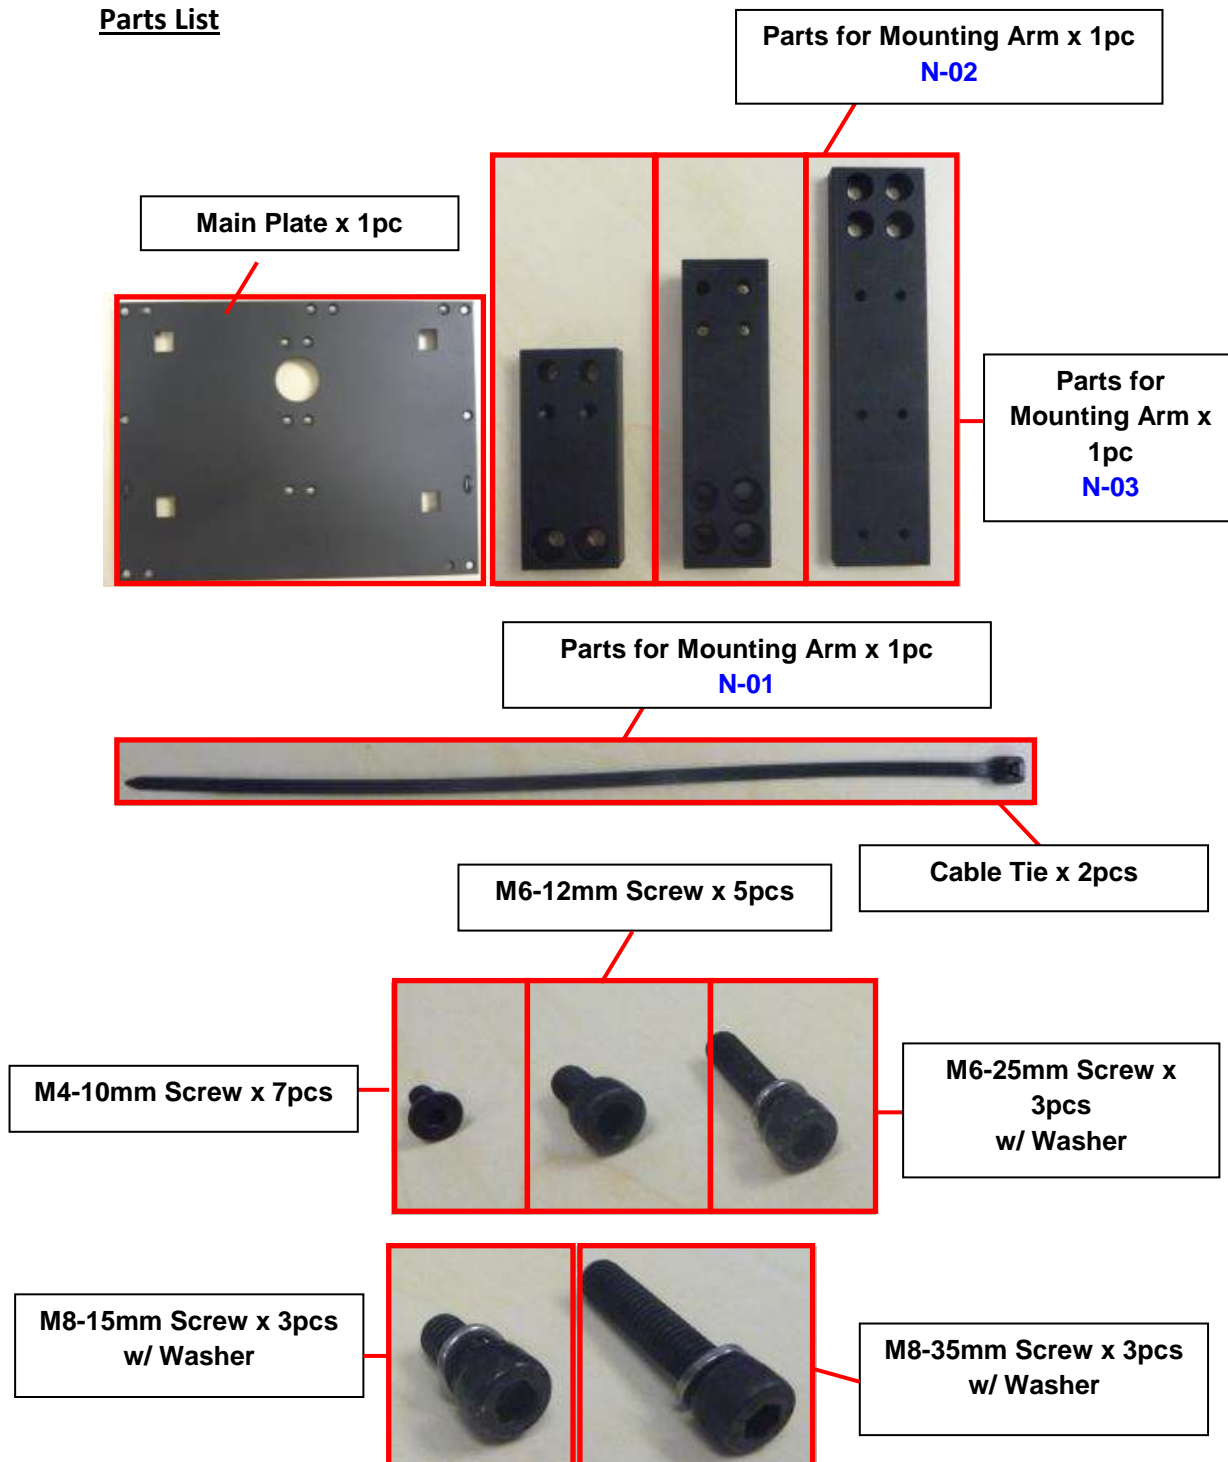 Parts List
Parts for Mounting Arm x 1pc
N-02
Main Plate x 1pc
Parts for
Mounting Arm x
1pc
N-03
Parts for Mounting Arm x 1pc
N-01
Cable Tie x 2pcs
M6-12mm Screw x 5pcs
M4-10mm Screw x 7pcs
M6-25mm Screw x
3pcs
w/ Washer
M8-15mm Screw x 3pcs
w/ Washer
M8-35mm Screw x 3pcs
w/ Washer